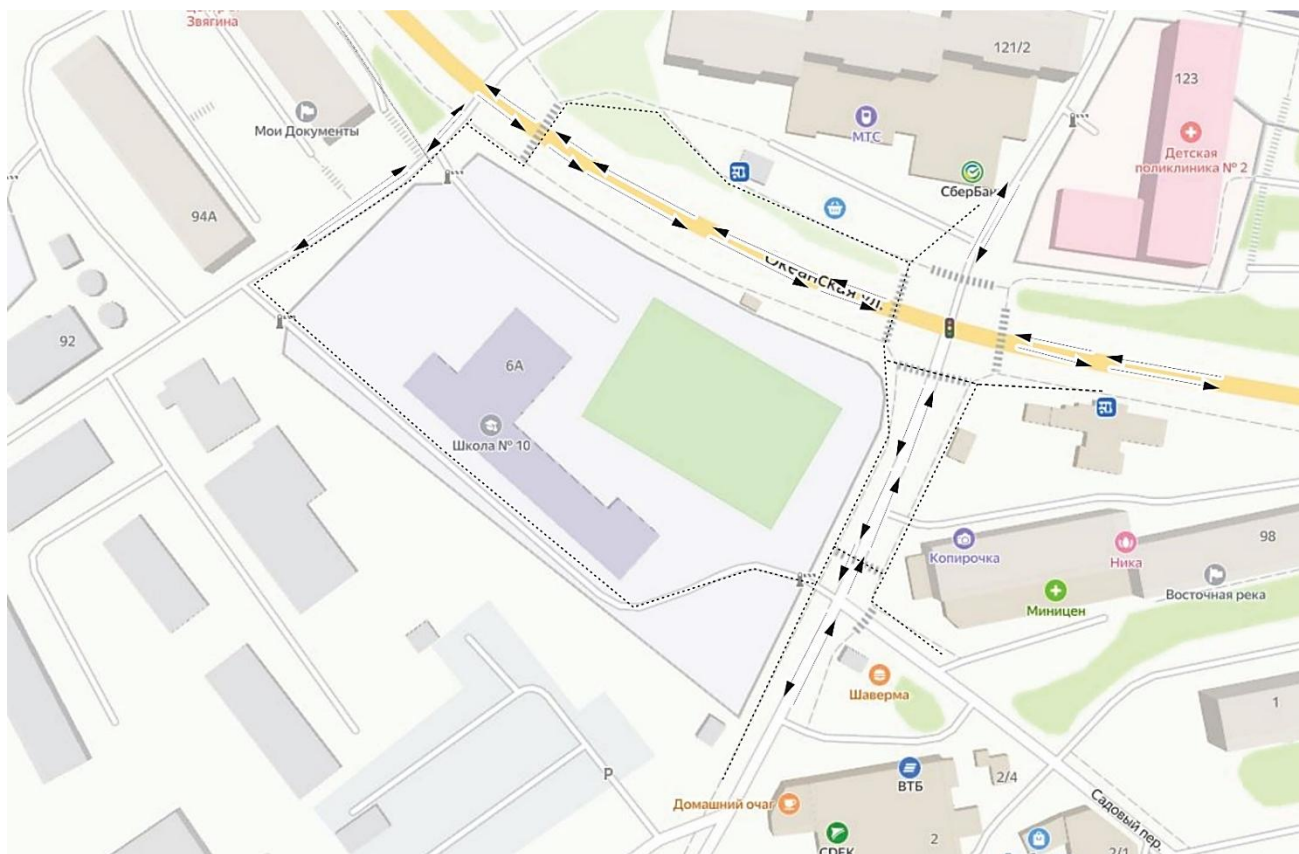 Звягина
121/2
123
МТС
Мои Документы
Детская
поликлиника № 2
СберБан
94А
Океанская ул.
92
6А
Школа № 10
Копирочка
Ника
98
Миницен
Восточная река
Шаверма
1
P
ВТБ
2/4
Домашний очаг
Садовый пер.
2
CDEK
2/1